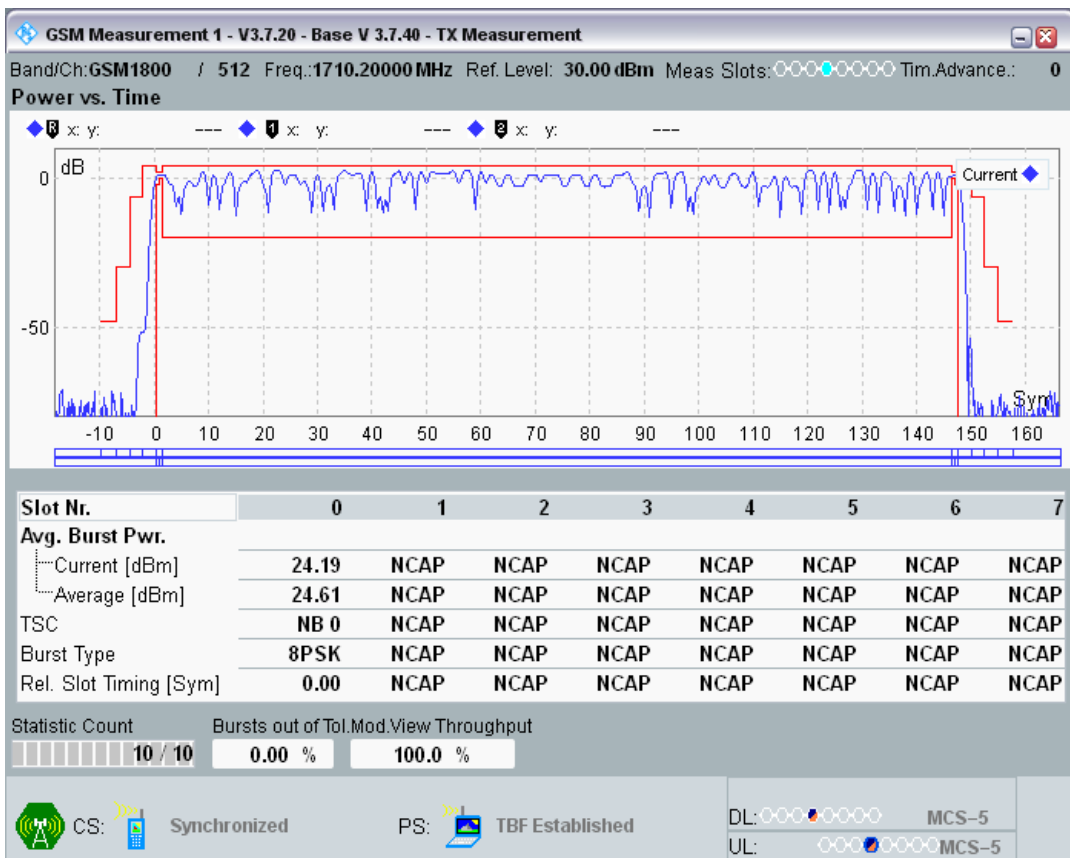 GSM Measurement 1 - V3.7.20 - Base V 3.7.40 - TX Measurement
Band/Ch:GSM1800 / 512 Freq.:1710.20000 MHz Ref. Level: 30.00 dBm Meas Slots: Tim.Advance.: 0
Power vs. Time
R x: y: --- 1 x: y: --- 2 x: y: ---
dB
Current
0
-50
Sym
-10 0 10 20 30 40 50 60 70 80 90 100 110 120 130 140 150 160
Slot Nr. 0 1 2 3 4 5 6 7
Avg. Burst Pwr.
Current [dBm] 24.19 NCAP NCAP NCAP NCAP NCAP NCAP NCAP
Average [dBm] 24.61 NCAP NCAP NCAP NCAP NCAP NCAP NCAP
TSC NB 0 NCAP NCAP NCAP NCAP NCAP NCAP NCAP
Burst Type 8PSK NCAP NCAP NCAP NCAP NCAP NCAP NCAP
Rel. Slot Timing [Sym] 0.00 NCAP NCAP NCAP NCAP NCAP NCAP NCAP
Statistic Count Bursts out of Tol.Mod.View Throughput
10 / 10 0.00 % 100.0 %
CS: Synchronized PS: TBF Established DL: MCS-5
UL: MCS-5